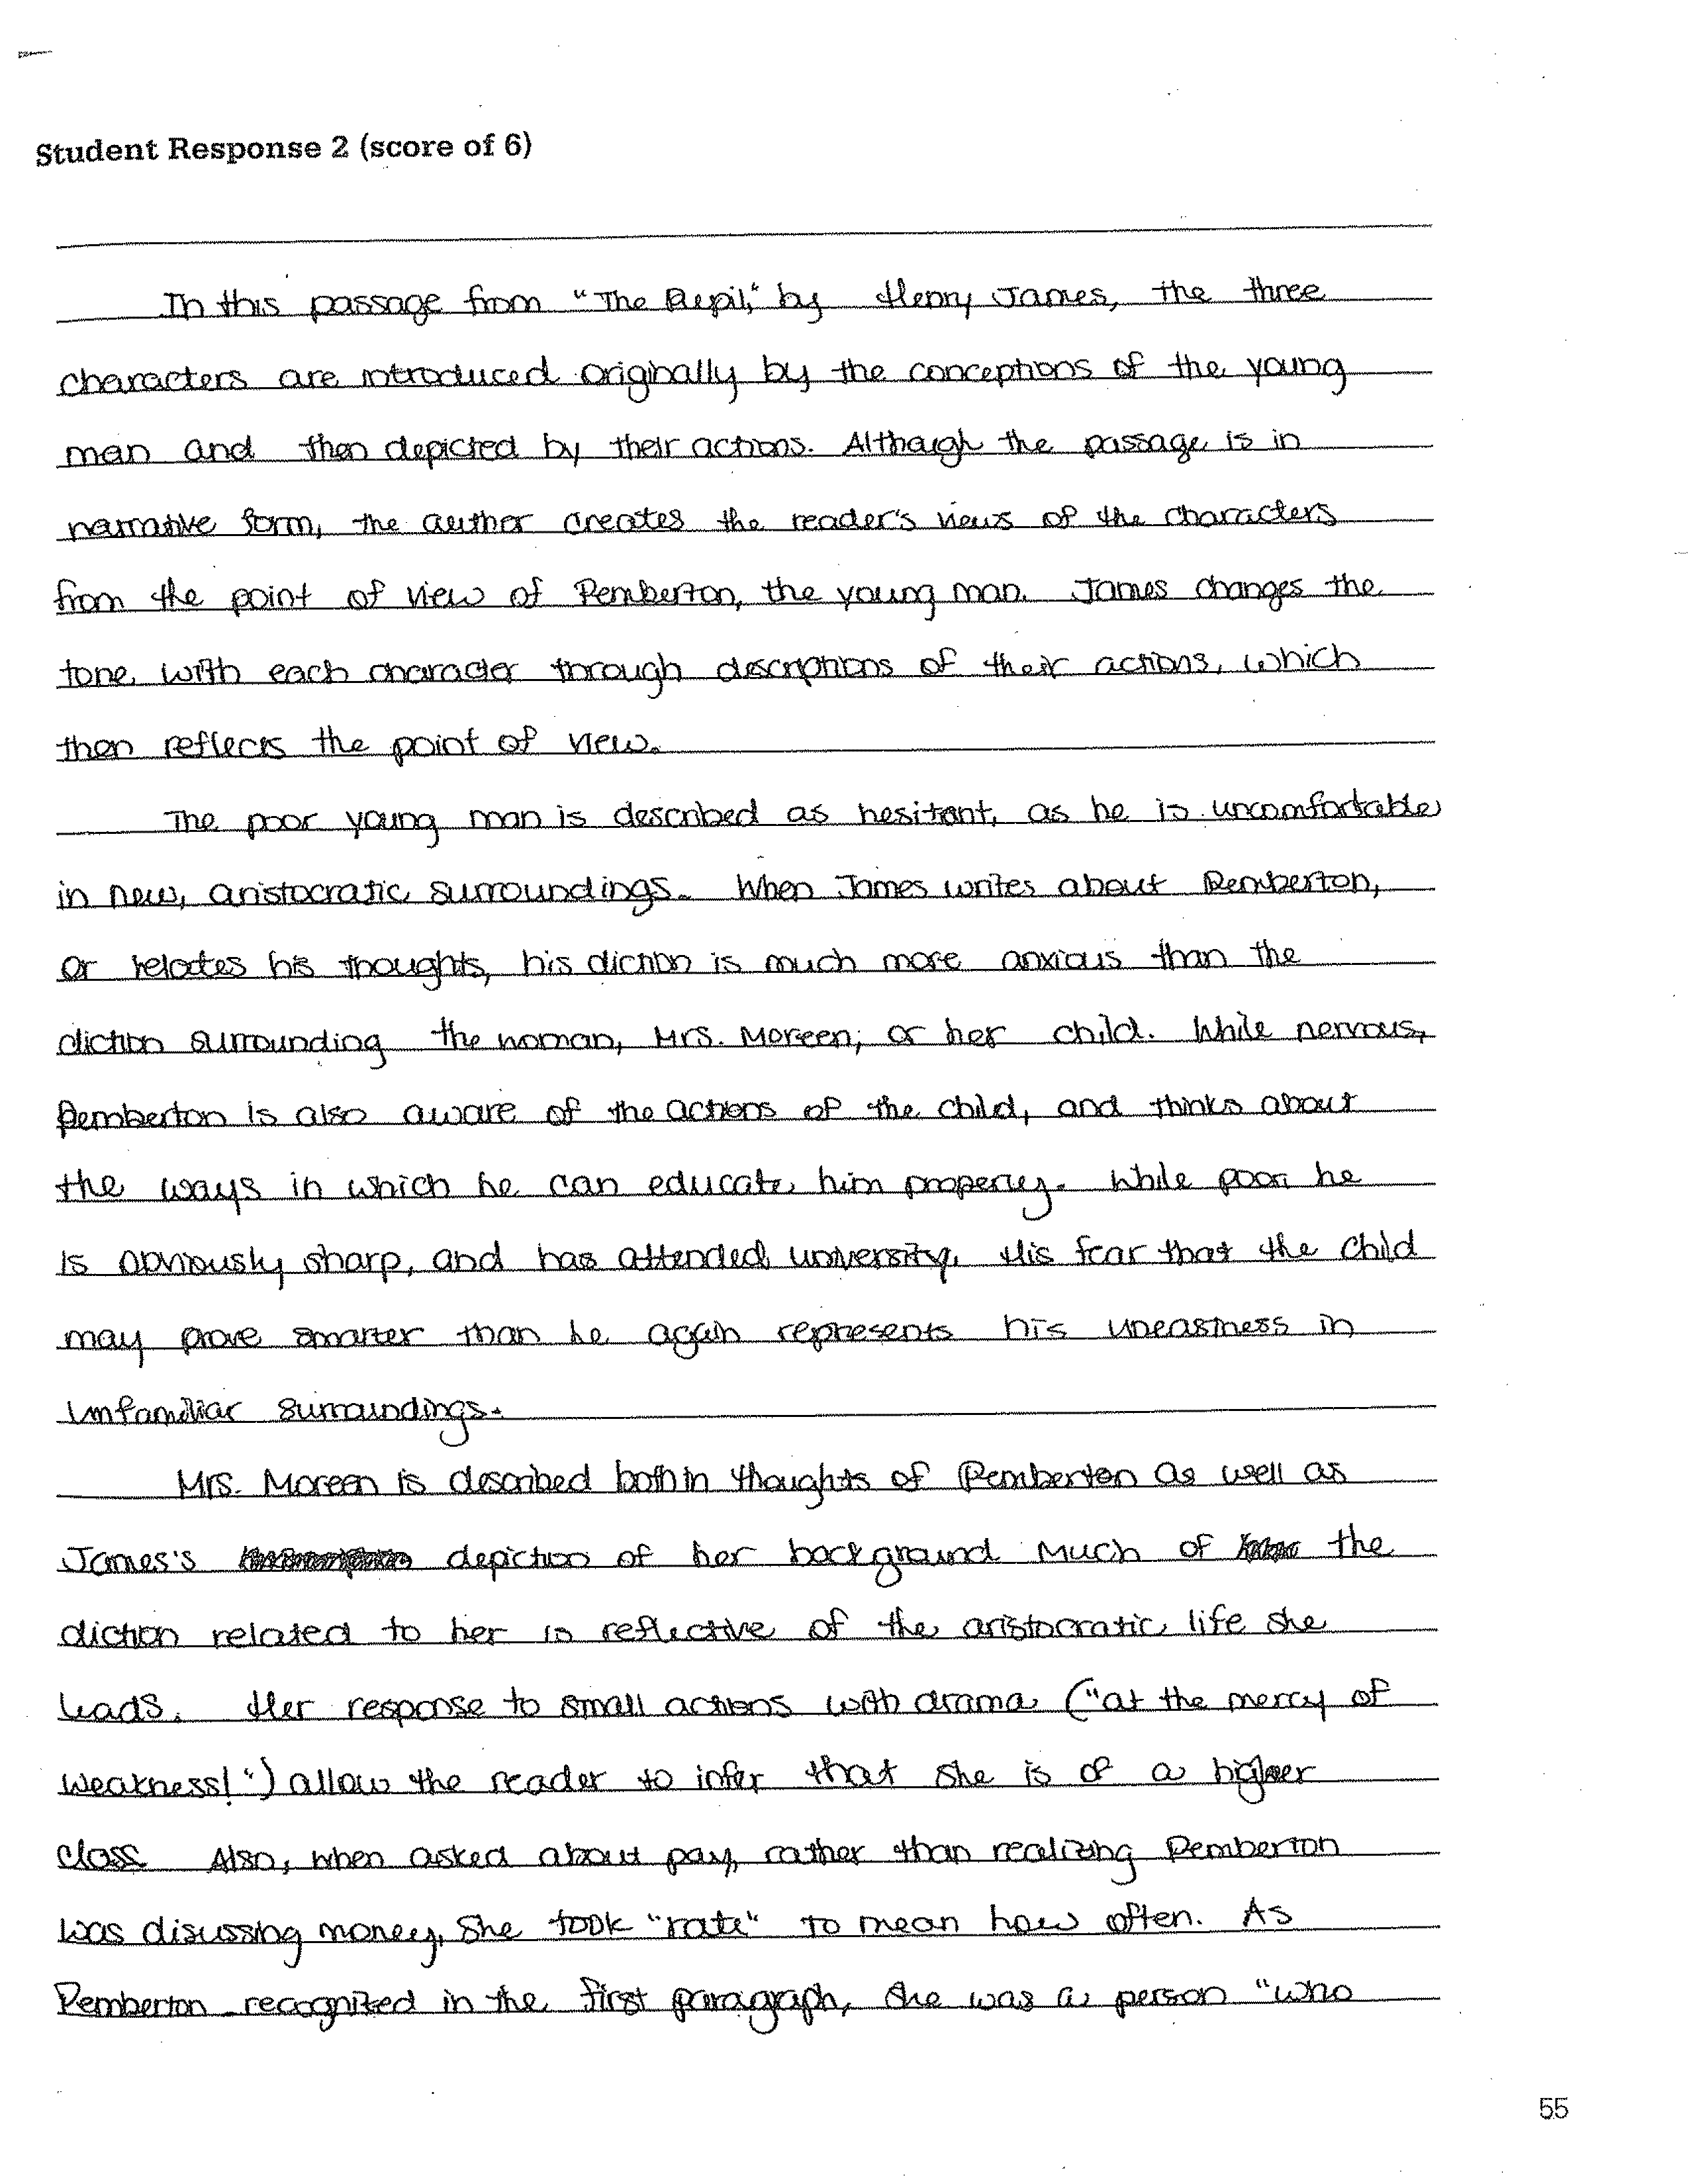 Student Response 2 (score of 6)
In this passage from "The Pupil," by Henry James, the three
characters are introduced originally by the conceptions of the young
man and then depicted by their actions. Although the passage is in
narrative form, the author creates the reader's views of the characters
from the point of view of Pemberton, the young man. James changes the
tone with each character through descriptions of their actions, which
then reflects the point of view.
The poor young man is described as hesitant, as he is uncomfortable
in new, aristocratic surroundings. When James writes about Pemberton,
or relates his thoughts, his diction is much more anxious than the
diction surrounding the woman, Mrs. Moreen, or her child. While nervous,
Pemberton is also aware of the actions of the child, and thinks about
the ways in which he can educate him properly. While poor, he
is obviously sharp, and has attended university. His fear that the child
may prove smarter than he again represents his uneasiness in
unfamiliar surroundings.
Mrs. Moreen is described both in thoughts of Pemberton as well as
James's depiction of her background Much of the
diction related to her is reflective of the aristocratic life she
leads. Her response to small actions with drama ("at the mercy of
weakness!") allow the reader to infer that she is of a higher
class Also, when asked about pay, rather than realizing Pemberton
was discussing money, she took "rate" to mean how often. As
Pemberton recognized in the first paragraph, she was a person "who
55